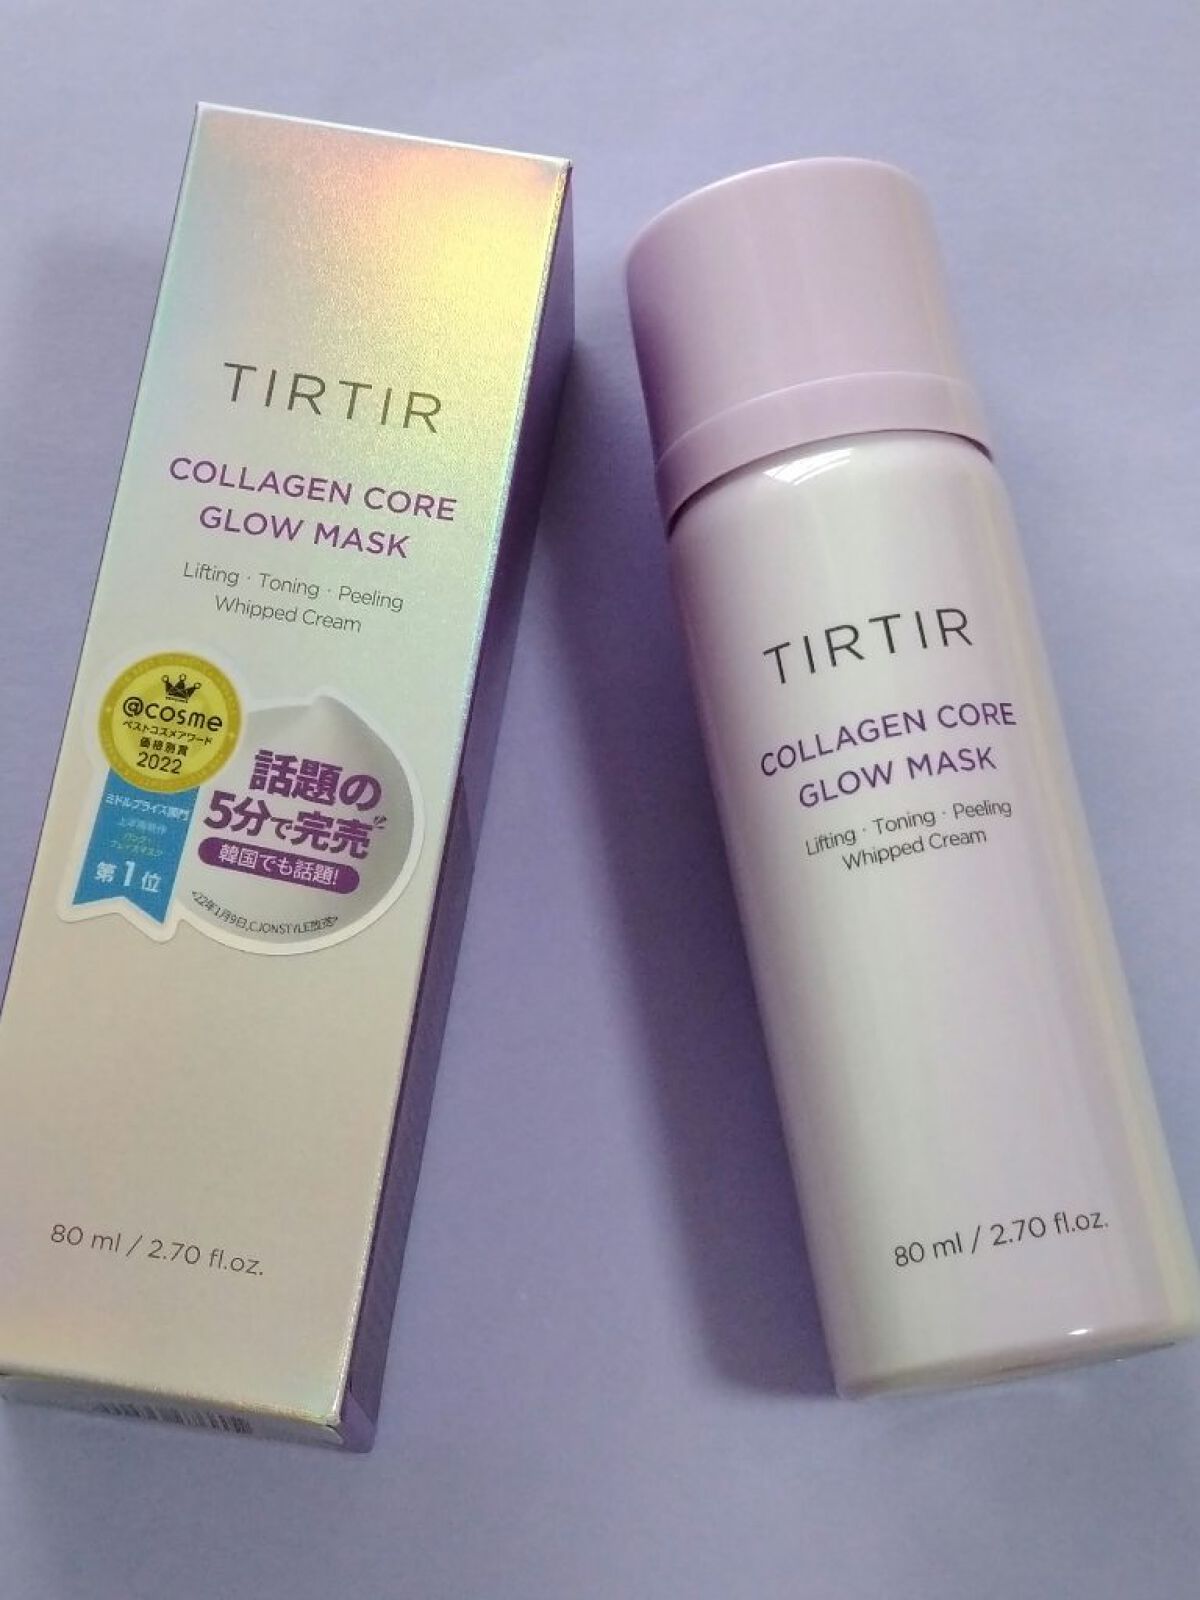 TIRTIR
COLLAGEN CORE
GLOW MASK
Lifting · Toning · Peeling
Whipped Cream
@cosme
ベストコスメアワード
2022
ミドルプライス部門
第1位
話題の
5分で完売
韓国でも話題!
80 ml / 2.70 fl.oz.
TIRTIR
COLLAGEN CORE
GLOW MASK
Lifting · Toning · Peeling
Whipped Cream
80 ml / 2.70 fl.oz.